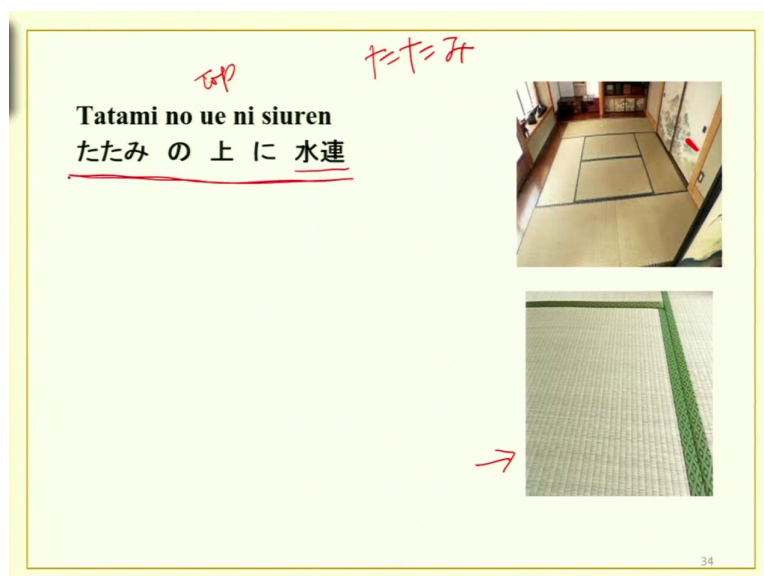 たたみ
top
Tatami no ue ni siuren
たたみ の 上 に 水連
34